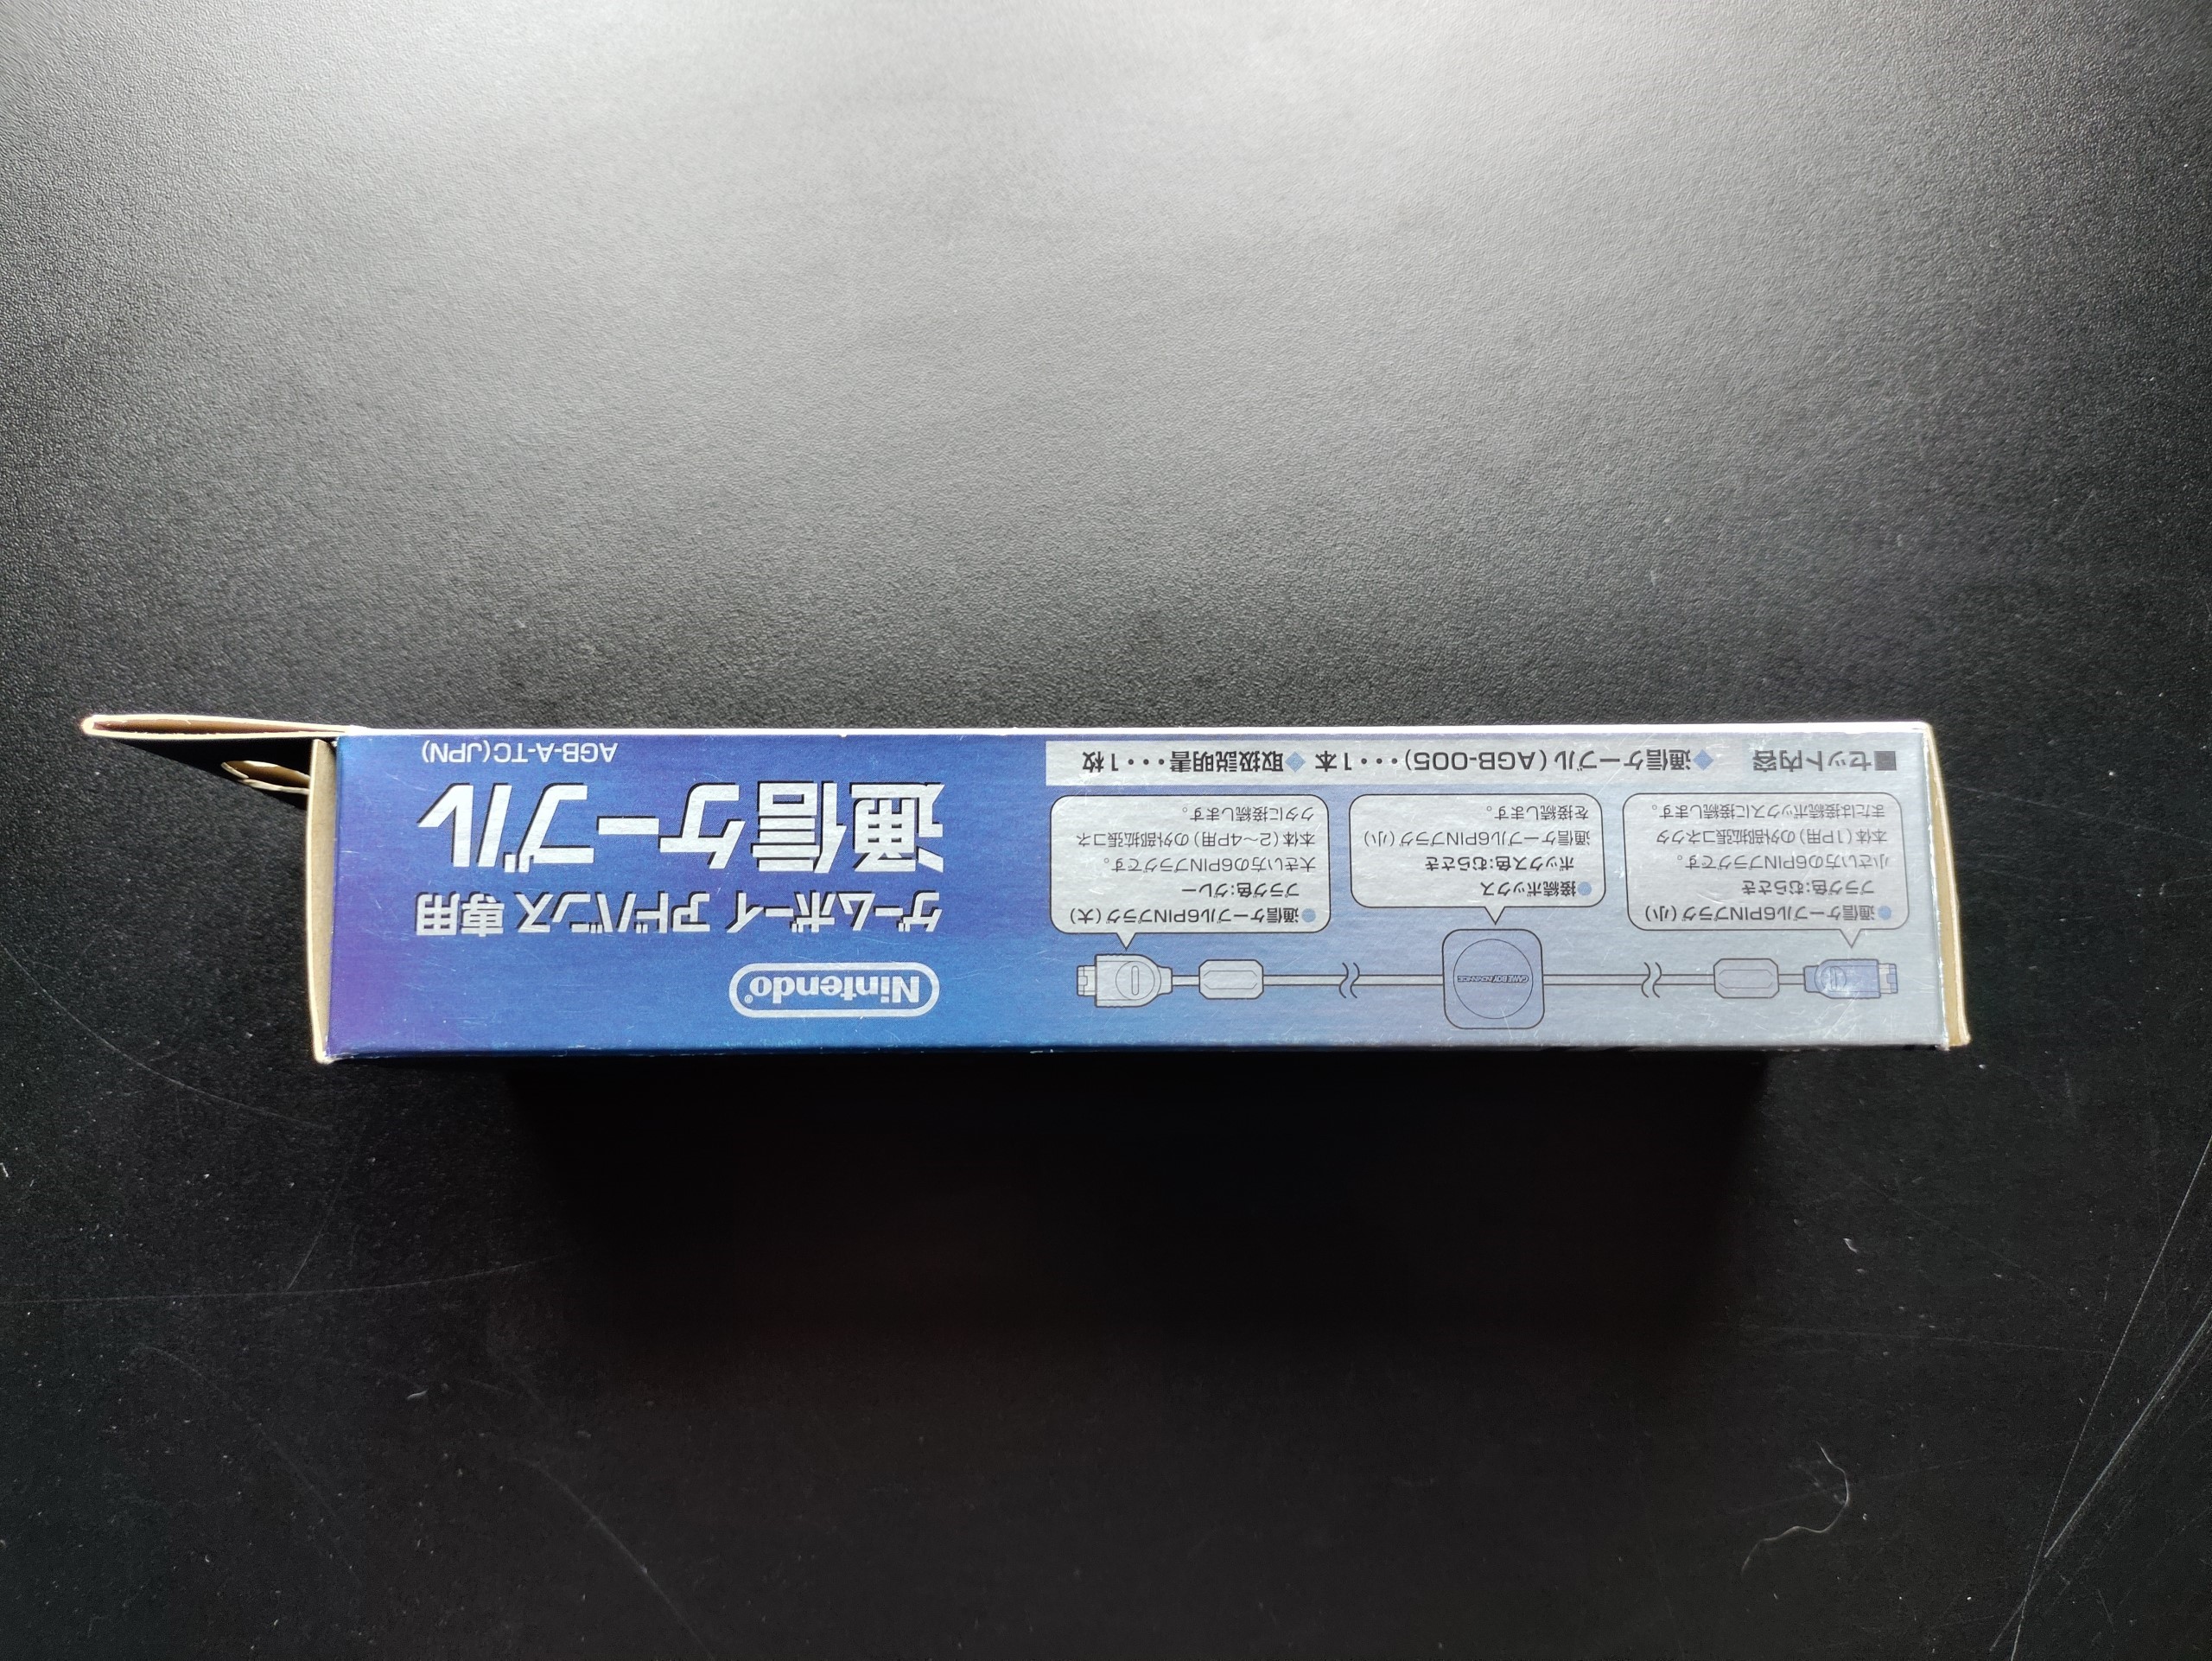 通信ケーブル6PINプラグ(小)
プラグ色:むらさき
小さい方の6PINプラグです。
本体(1P用)の外部拡張コネクタ
または接続ボックスに接続します。
GAME BOY ADVANCE
接続ボックス
ボックス色:むらさき
通信ケーブル6PINプラグ(小)
を接続します。
通信ケーブル6PINプラグ(大)
プラグ色:グレー
大きい方の6PINプラグです。
本体(2〜4P用)の外部拡張コネ
クタに接続します。
■セット内容 ◆通信ケーブル(AGB-005)・・・1本 ◆取扱説明書・・・・1枚
Nintendo®
ゲームボーイ アドバンス 専用
通信ケーブル
AGB-A-TC(JPN)